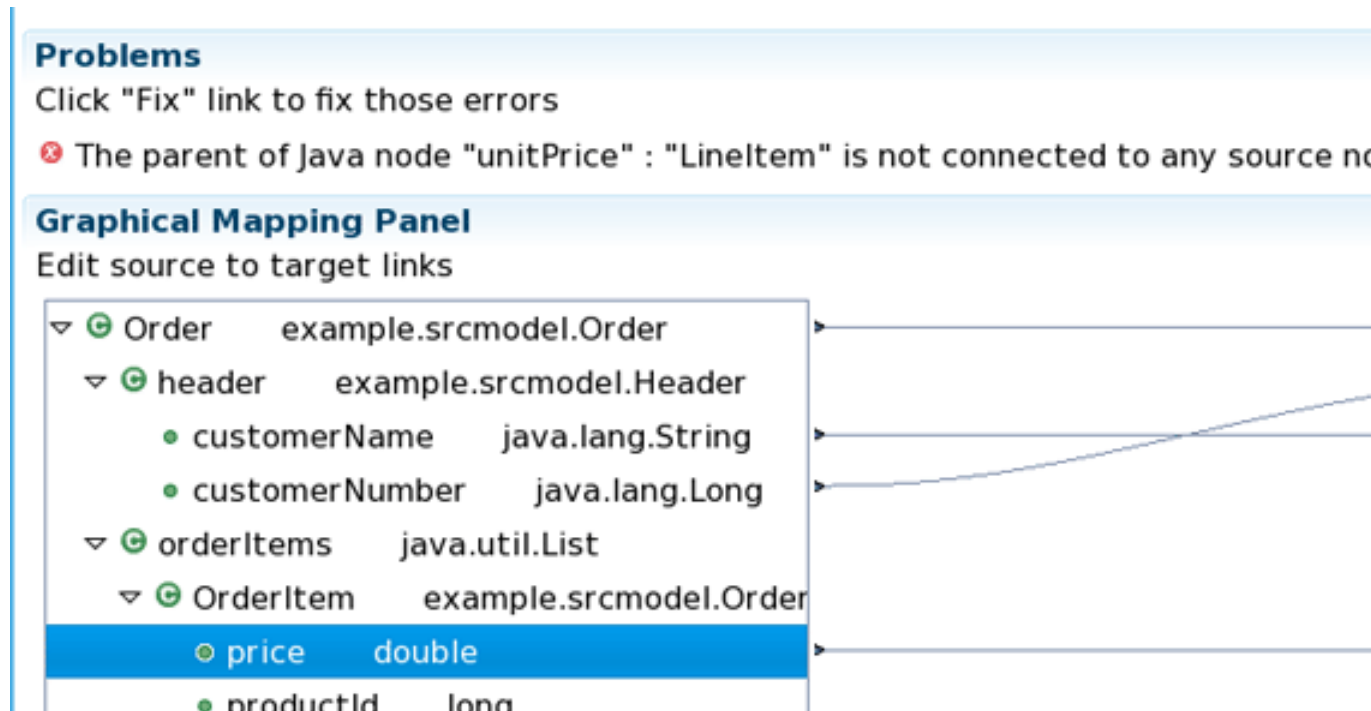 Problems
Click "Fix" link to fix those errors
The parent of Java node "unitPrice" : "LineItem" is not connected to any source
Graphical Mapping Panel
Edit source to target links
Order example.srcmodel.Order
header example.srcmodel.Header
customerName java.lang.String
customerNumber java.lang.Long
orderItems java.util.List
OrderItem example.srcmodel.Order
price double
productId long